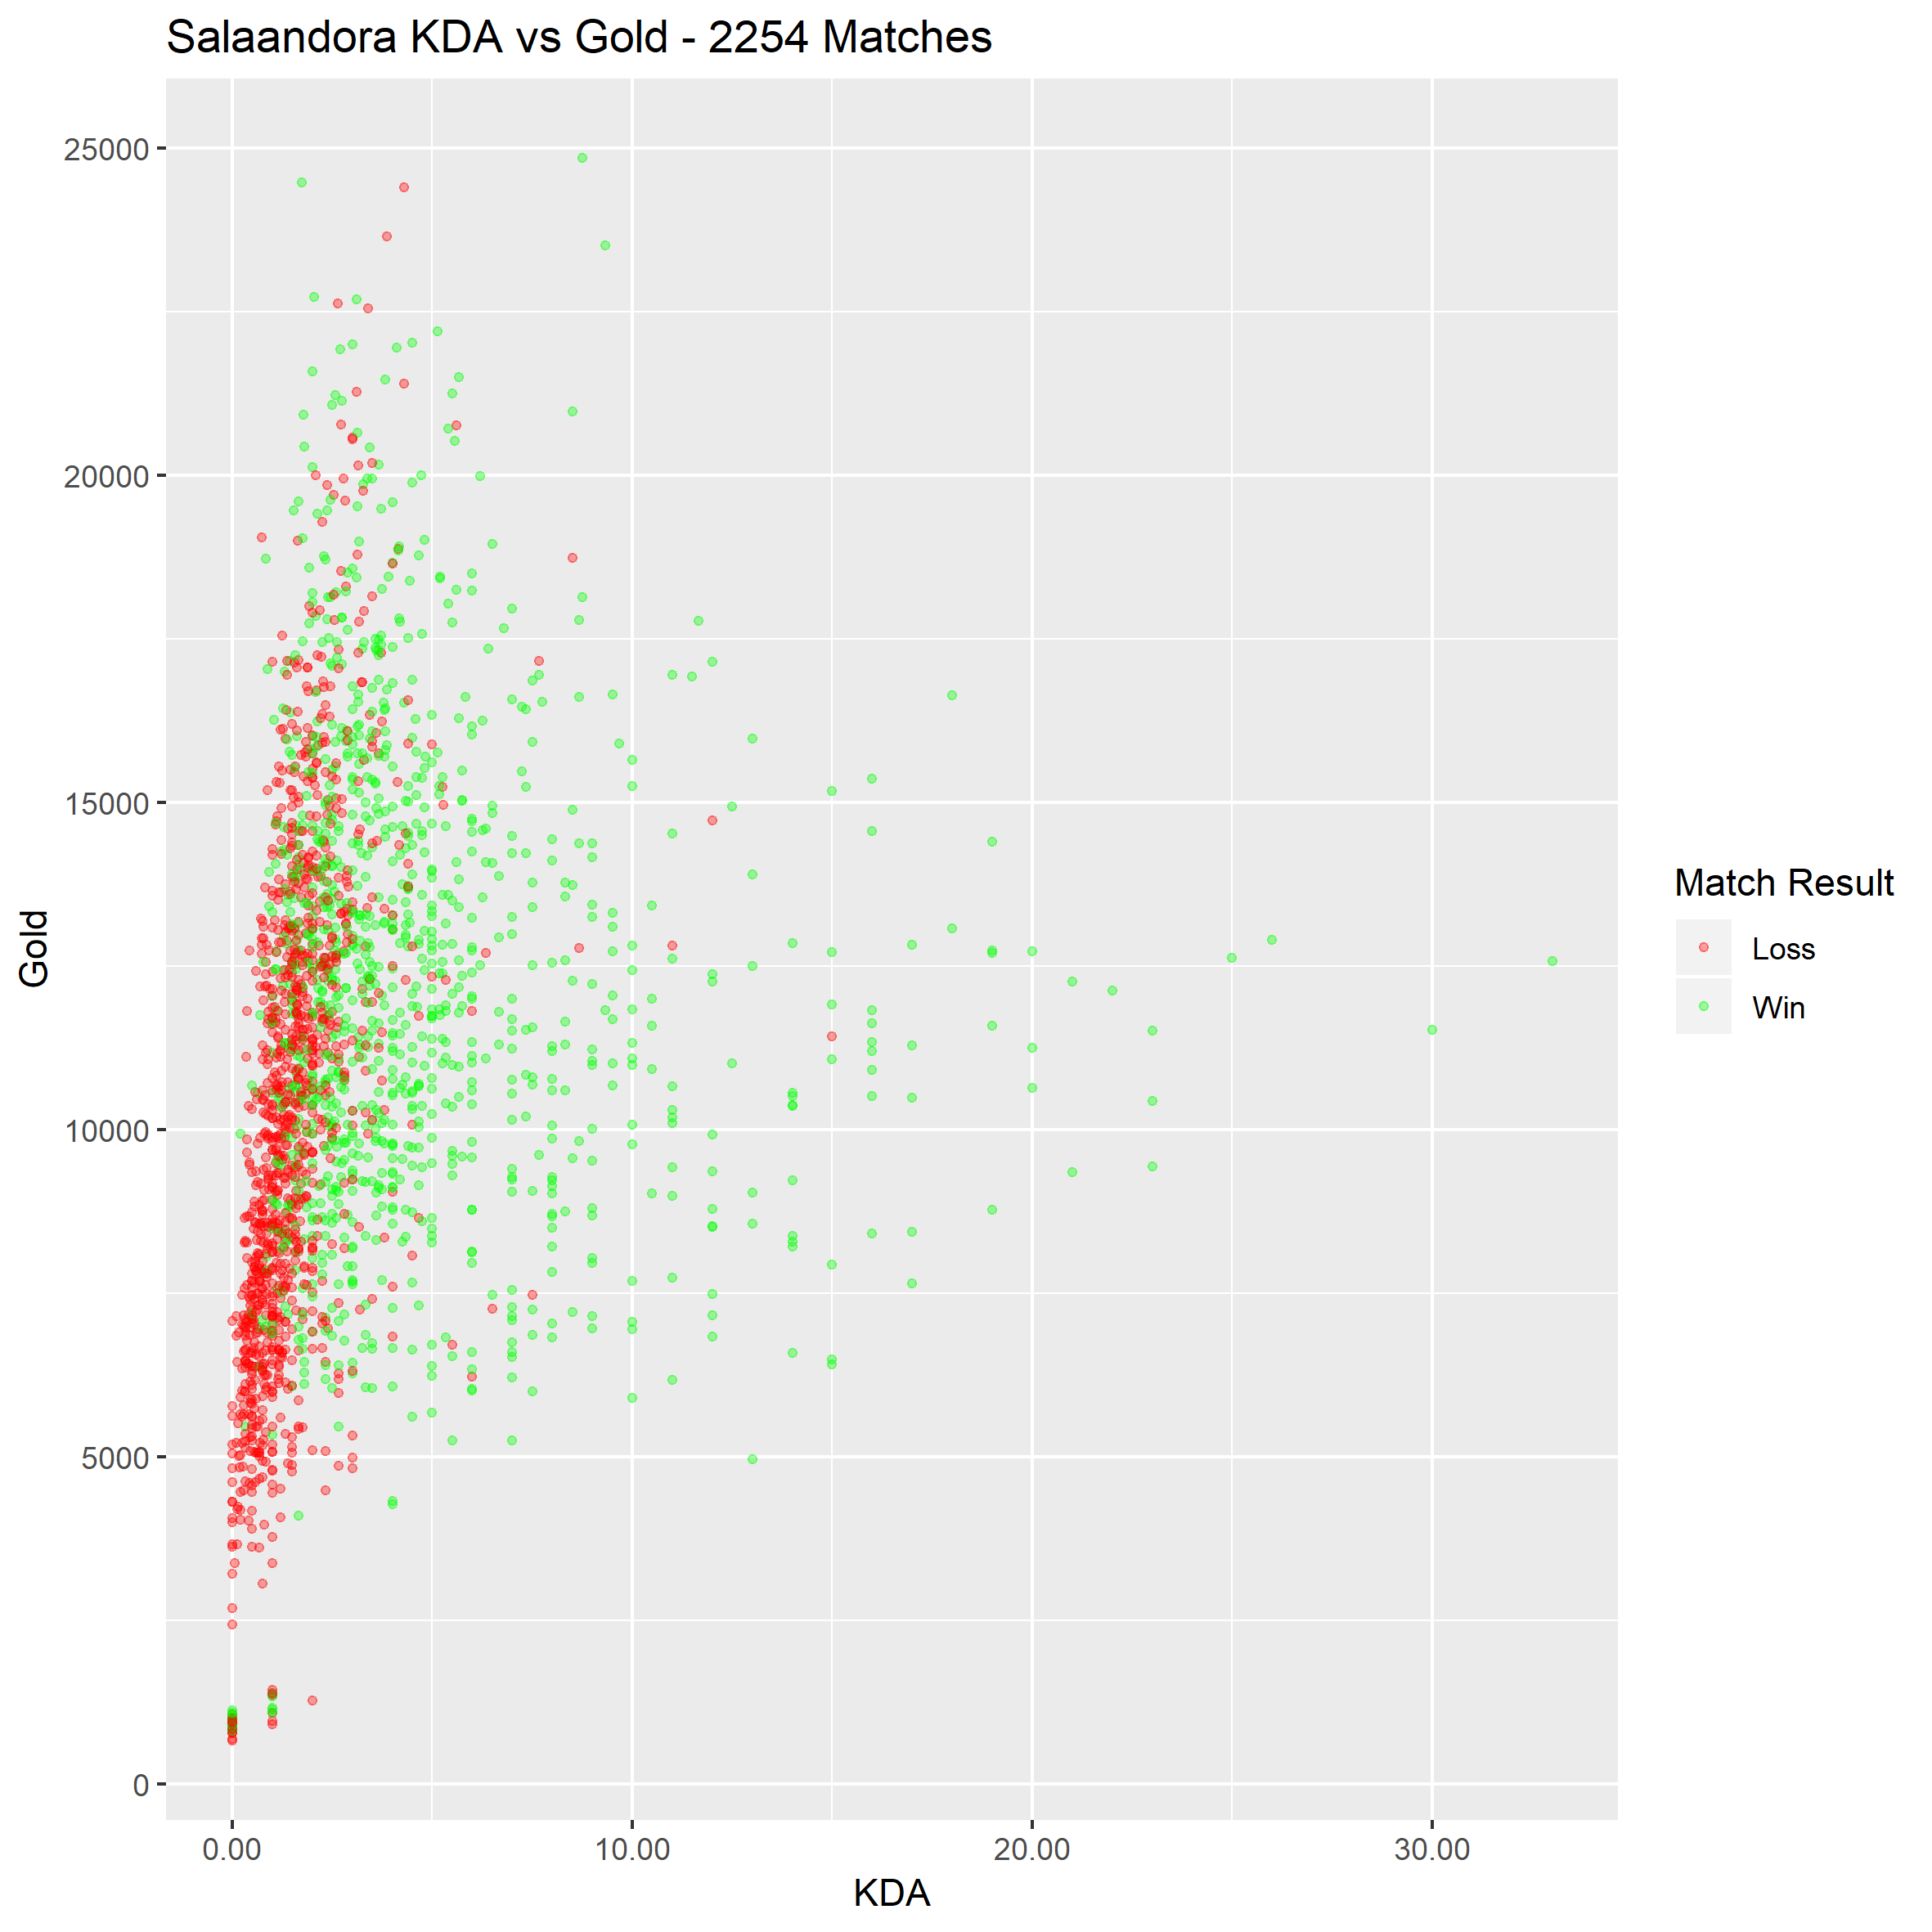 Salaandora KDA vs Gold - 2254 Matches
25000
20000
15000
10000
5000
0
Gold
0.00 10.00 20.00 30.00
KDA
Match Result
Loss
Win